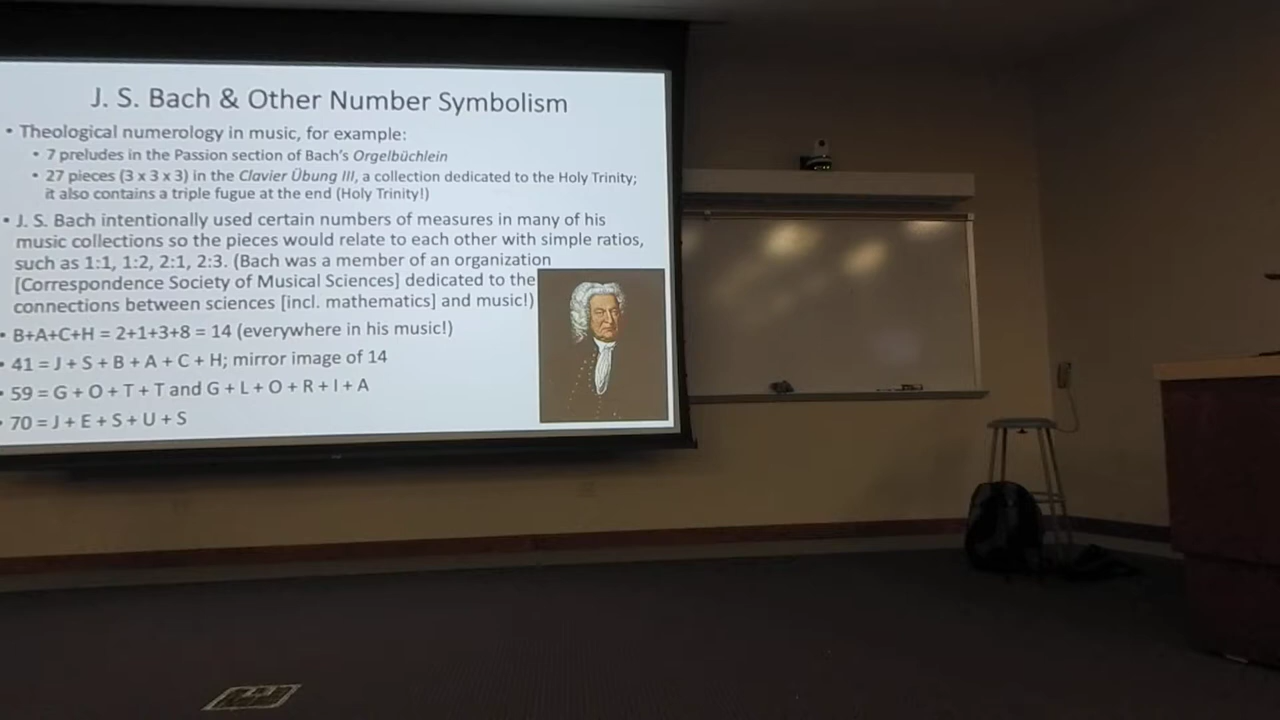 J. S. Bach & Other Number Symbolism
• Theological numerology in music, for example:
• 7 preludes in the Passion section of Bach's Orgelbüchlein
• 27 pieces (3 x 3 x 3) in the Clavier Übung III, a collection dedicated to the Holy Trinity;
it also contains a triple fugue at the end (Holy Trinity!)
• J. S. Bach intentionally used certain numbers of measures in many of his
music collections so the pieces would relate to each other with simple ratios,
such as 1:1, 1:2, 2:1, 2:3. (Bach was a member of an organization
[Correspondence Society of Musical Sciences] dedicated to the
connections between sciences [incl. mathematics] and music!)
• B+A+C+H = 2+1+3+8 = 14 (everywhere in his music!)
• 41 = J + S + B + A + C + H; mirror image of 14
• 59 = G + O + T + T and G + L + O + R + I + A
• 70 = J + E + S + U + S